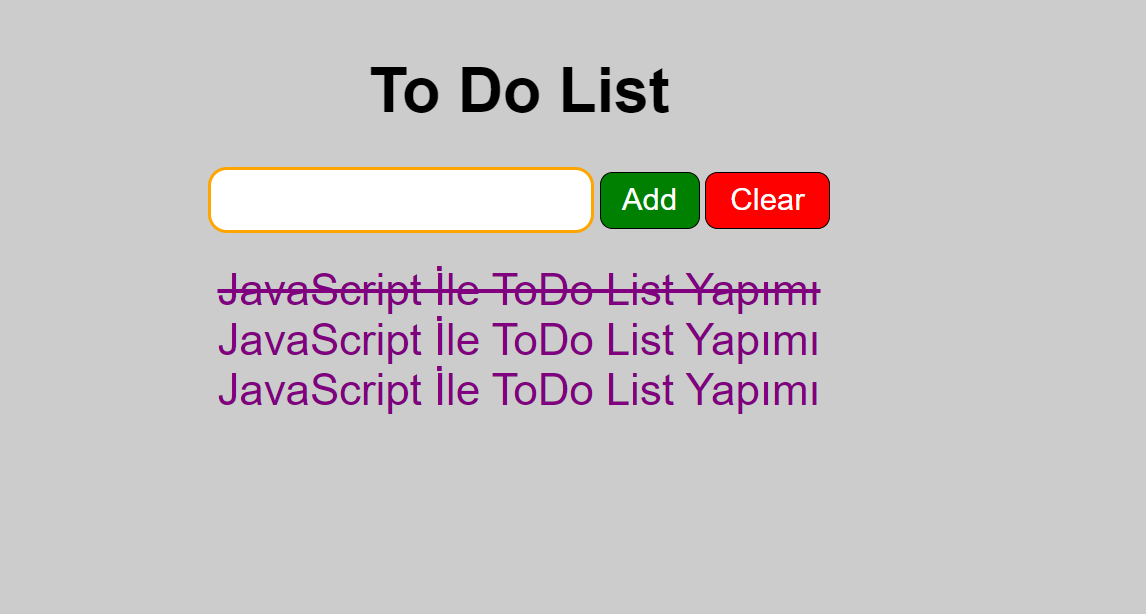 To Do List
Add Clear
JavaScript İle ToDo List Yapımı
JavaScript İle ToDo List Yapımı
JavaScript İle ToDo List Yapımı